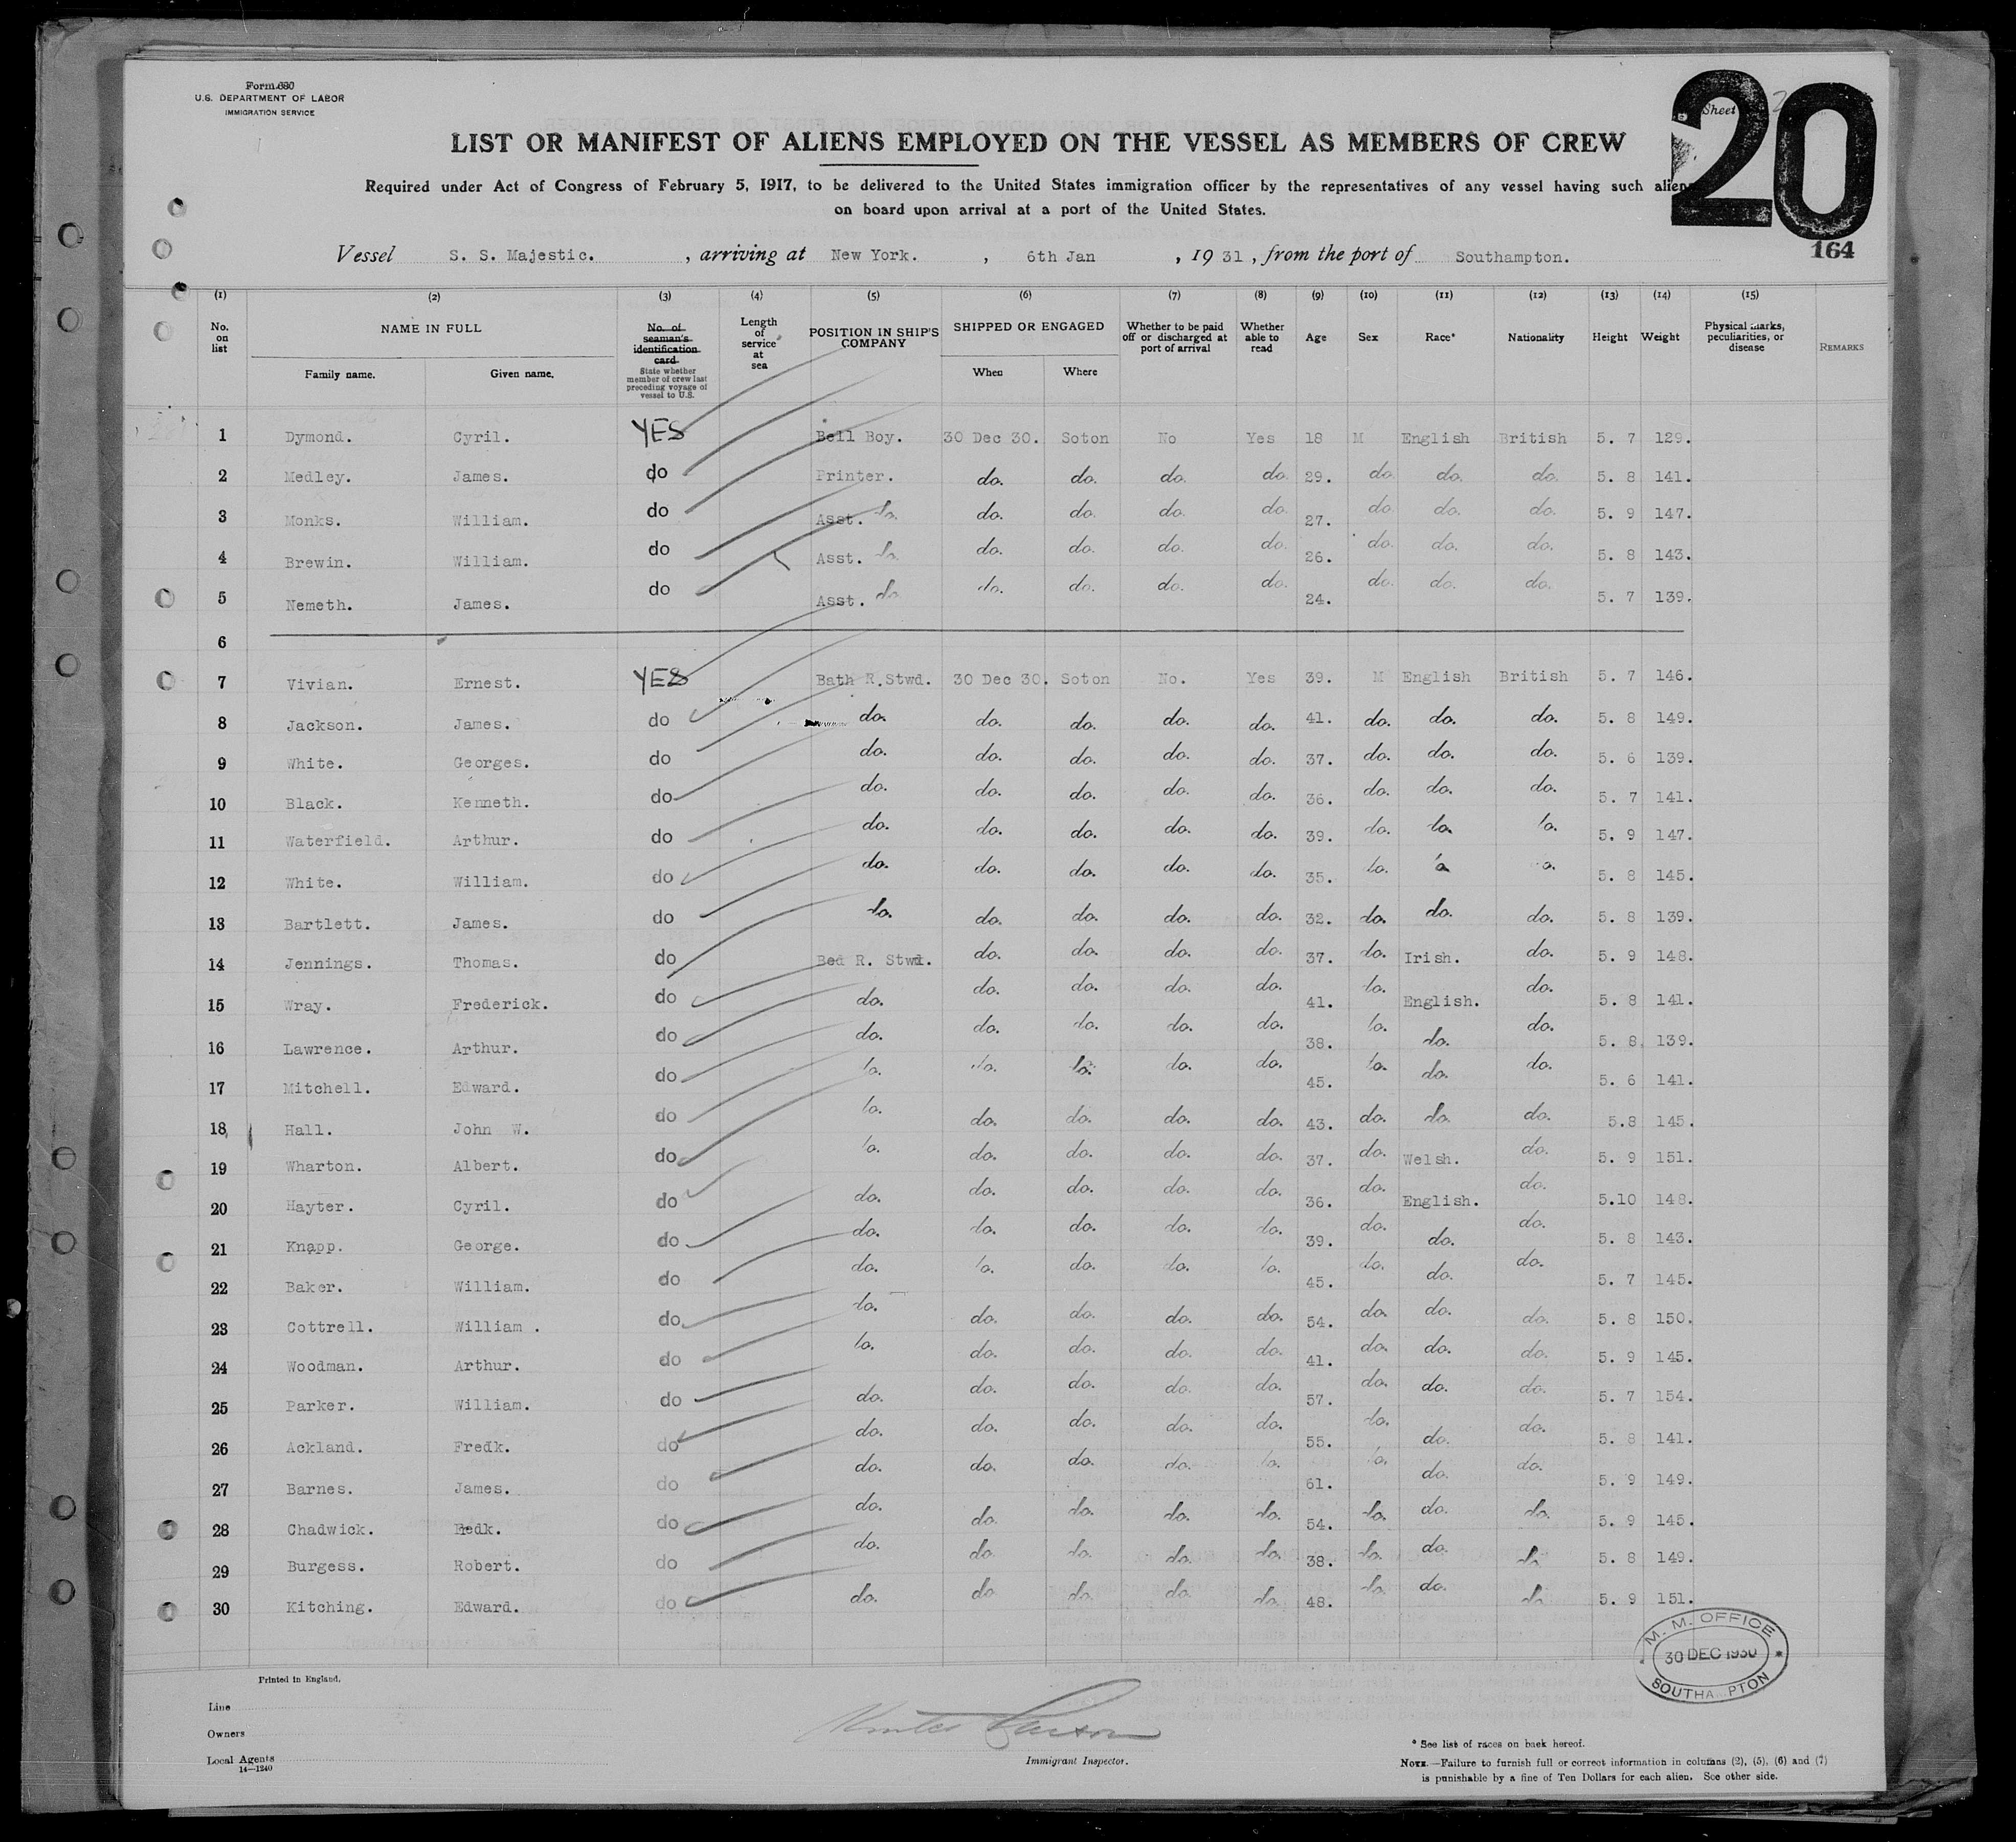 Form 680
U.S. DEPARTMENT OF LABOR
IMMIGRATION SERVICE
Sheet 2
20
164
LIST OR MANIFEST OF ALIENS EMPLOYED ON THE VESSEL AS MEMBERS OF CREW
Required under Act of Congress of February 5, 1917, to be delivered to the United States immigration officer by the representatives of any vessel having such alien
on board upon arrival at a port of the United States.
Vessel S. S. Majestic. , arriving at New York. , 6th Jan , 1931 , from the port of Southampton.
(1) (2) (3) (4) (5) (6) (7) (8) (9) (10) (11) (12) (13) (14) (15)
No. on list NAME IN FULL Family name. Given name. No. of seaman's identification card State whether member of crew last preceding voyage of vessel to U.S. Length of service at sea POSITION IN SHIP'S COMPANY SHIPPED OR ENGAGED When Where Whether to be paid off or discharged at port of arrival Whether able to read Age Sex Race* Nationality Height Weight Physical marks, peculiarities, or disease REMARKS
1 Dymond. Cyril. YES Bell Boy. 30 Dec 30. Soton No Yes 18 M English British 5. 7 129.
2 Medley. James. do Printer. do. do. do. do. 29. do. do. do. 5. 8 141.
3 Monks. William. do Asst. do. do. do. do. do. 27. do. do. do. 5. 9 147.
4 Brewin. William. do Asst. do. do. do. do. do. 26. do. do. do. 5. 8 143.
5 Nemeth. James. do Asst. do. do. do. do. do. 24. do. do. do. 5. 7 139.
6
7 Vivian. Ernest. YES Bath R.Stwd. 30 Dec 30. Soton No. Yes 39. M English British 5. 7 146.
8 Jackson. James. do do. do. do. do. do. 41. do. do. do. 5. 8 149.
9 White. Georges. do do. do. do. do. do. 37. do. do. do. 5. 6 139.
10 Black. Kenneth. do do. do. do. do. do. 36. do. do. do. 5. 7 141.
11 Waterfield. Arthur. do do. do. do. do. do. 39. do. do. do. 5. 9 147.
12 White. William. do do. do. do. do. do. 35. do. do. do. 5. 8 145.
13 Bartlett. James. do do. do. do. do. do. 32. do. do. do. 5. 8 139.
14 Jennings. Thomas. do Bed R. Stwd. do. do. do. do. 37. do. Irish. do. 5. 9 148.
15 Wray. Frederick. do do. do. do. do. do. 41. do. English. do. 5. 8 141.
16 Lawrence. Arthur. do do. do. do. do. do. 38. do. do. do. 5. 8. 139.
17 Mitchell. Edward. do do. do. do. do. do. 45. do. do. do. 5. 6 141.
18 Hall. John W. do do. do. do. do. do. 43. do. do. do. 5.8 145.
19 Wharton. Albert. do do. do. do. do. do. 37. do. Welsh. do. 5. 9 151.
20 Hayter. Cyril. do do. do. do. do. do. 36. do. English. do. 5.10 148.
21 Knapp. George. do do. do. do. do. do. 39. do. do. do. 5. 8 143.
22 Baker. William. do do. do. do. do. do. 45. do. do. do. 5. 7 145.
23 Cottrell. William . do do. do. do. do. do. 54. do. do. do. 5. 8 150.
24 Woodman. Arthur. do do. do. do. do. do. 41. do. do. do. 5. 9 145.
25 Parker. William. do do. do. do. do. do. 57. do. do. do. 5. 7 154.
26 Ackland. Fredk. do do. do. do. do. do. 55. do. do. do. 5. 8 141.
27 Barnes. James. do do. do. do. do. do. 61. do. do. do. 5. 9 149.
28 Chadwick. Fredk. do do. do. do. do. do. 54. do. do. do. 5. 9 145.
29 Burgess. Robert. do do. do. do. do. do. 38. do. do. do. 5. 8 149.
30 Kitching. Edward. do do. do. do. do. do. 48. do. do. do. 5. 9 151.
M. M. OFFICE
30 DEC 1930
SOUTHAMPTON
Printed in England.
Line
Owners
Local Agents
14—1240
Immigrant Inspector.
* See list of races on back hereof.
NOTE.—Failure to furnish full or correct information in columns (2), (5), (6) and (7)
is punishable by a fine of Ten Dollars for each alien. See other side.